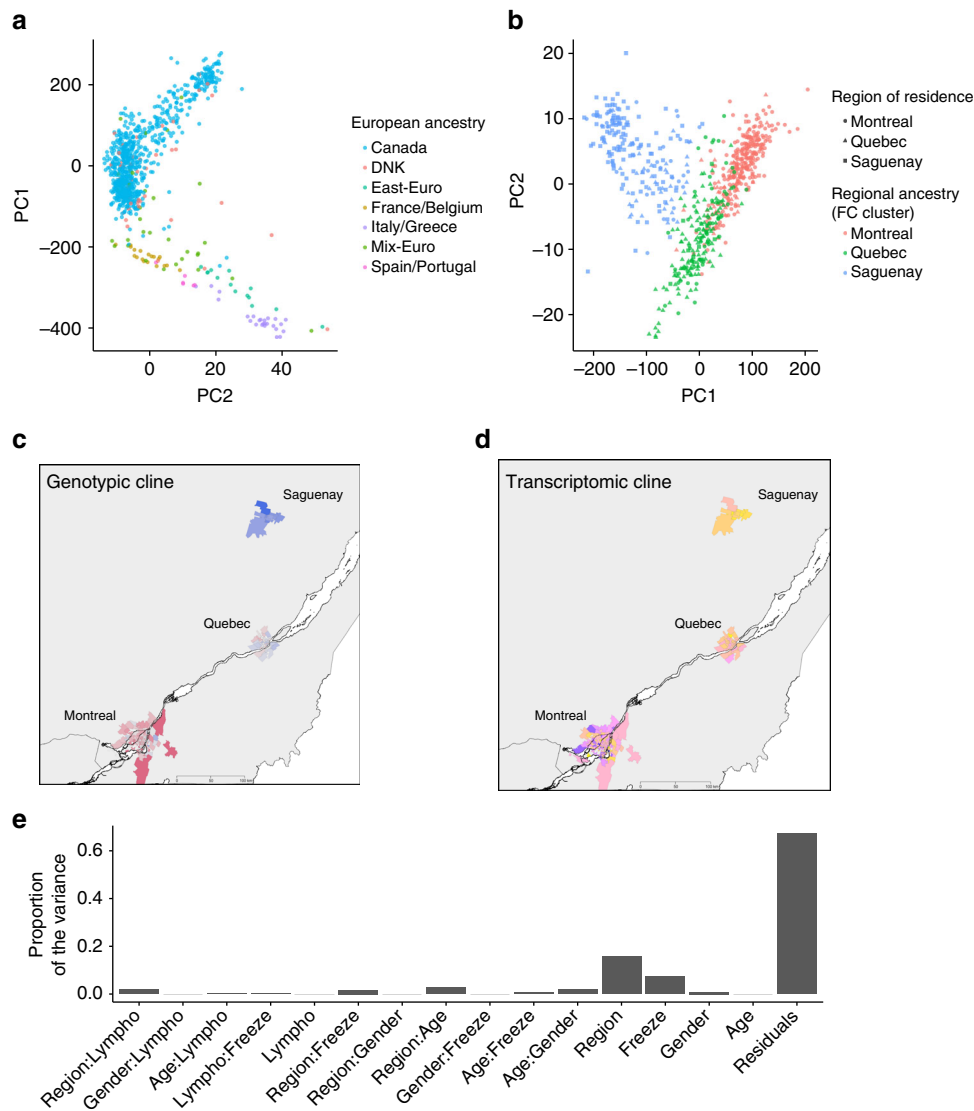 a
200
0
−200
−400
PC1
0
20
40
PC2
European ancestry
Canada
DNK
East-Euro
France/Belgium
Italy/Greece
Mix-Euro
Spain/Portugal
b
20
10
0
−10
−20
PC2
−200
−100
0
100
200
PC1
Region of residence
Montreal
Quebec
Saguenay
Regional ancestry
(FC cluster)
Montreal
Quebec
Saguenay
c
Genotypic cline
Saguenay
Quebec
Montreal
d
Transcriptomic cline
Saguenay
Quebec
Montreal
e
Proportion
of the variance
0.6
0.4
0.2
0.0
Region:Lympho
Gender:Lympho
Age:Lympho
Lympho:Freeze
Lympho
Region:Freeze
Region:Gender
Region:Age
Gender:Freeze
Age:Freeze
Age:Gender
Region
Freeze
Gender
Age
Residuals